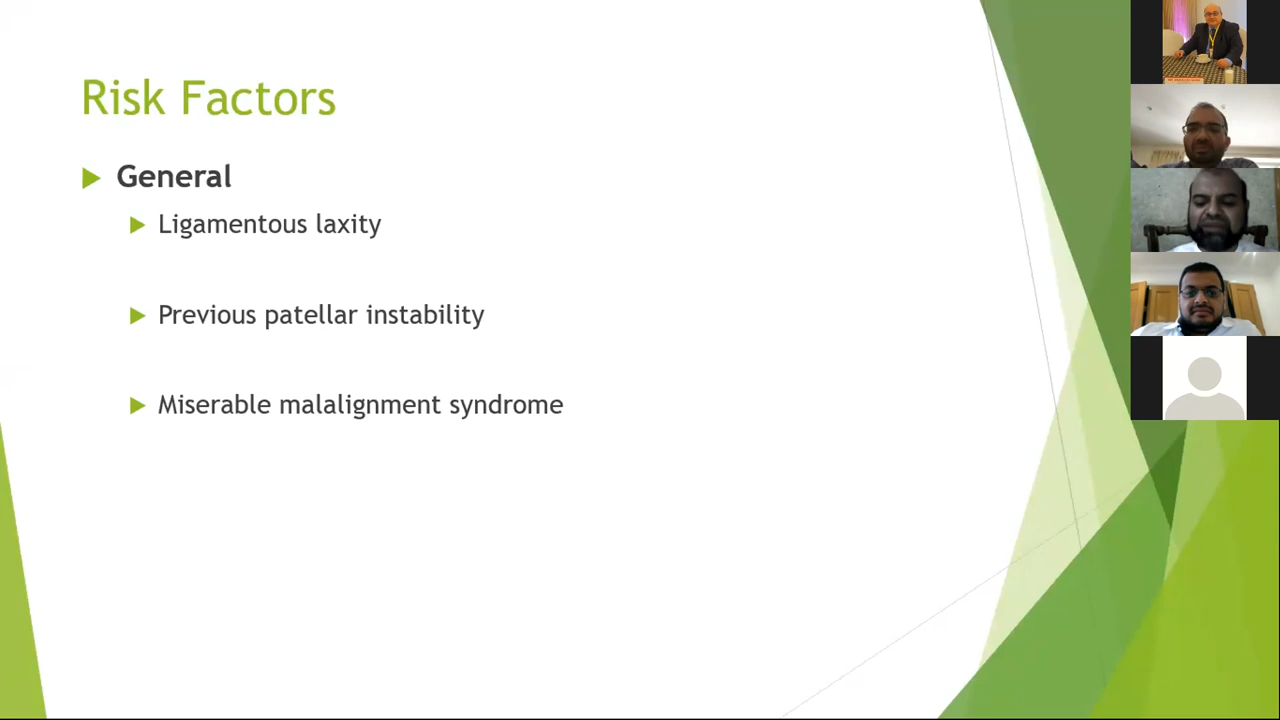 Risk Factors
General
Ligamentous laxity
Previous patellar instability
Miserable malalignment syndrome